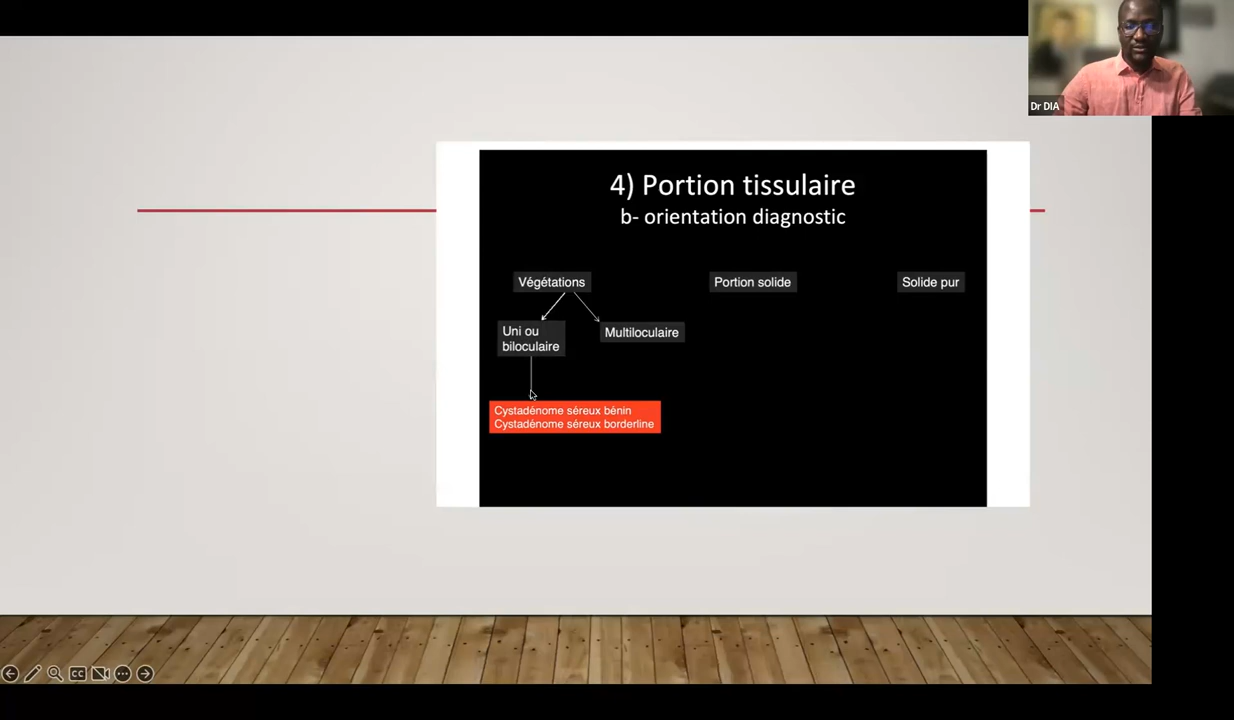 Dr DIA
4) Portion tissulaire
b- orientation diagnostic
Végétations
Portion solide
Solide pur
Uni ou
biloculaire
Multiloculaire
Cystadénome séreux bénin
Cystadénome séreux borderline
CC